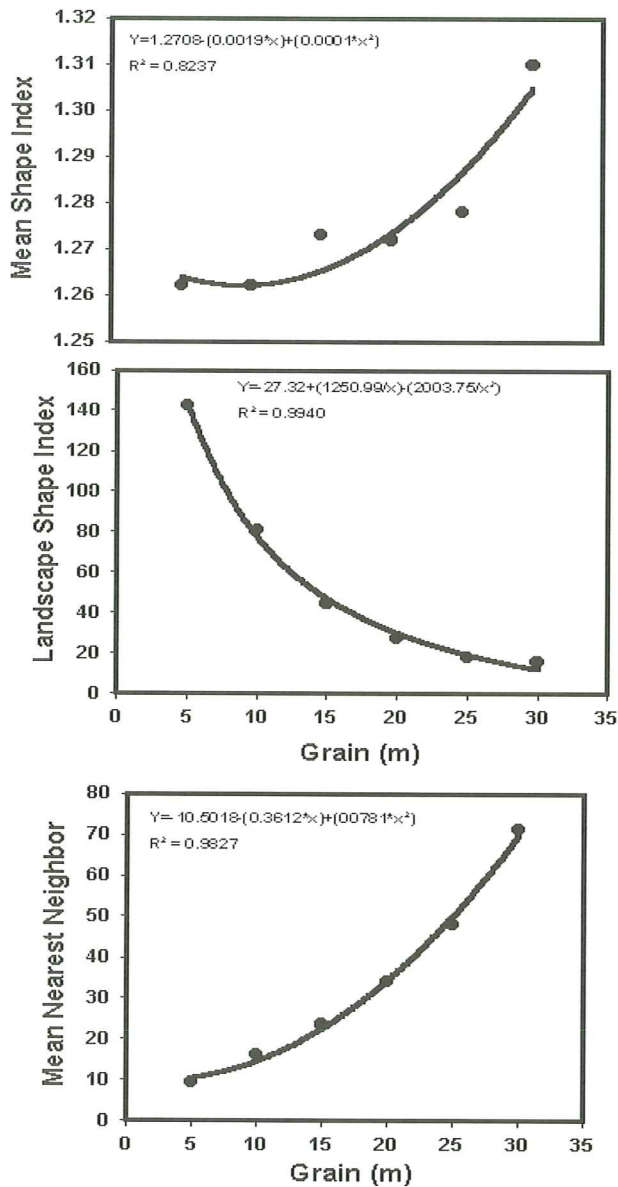 1.32
Y=1.2708-(0.0019*x)+(0.0001*x²)
R² = 0.8237
1.31
1.30
1.29
1.28
1.27
1.26
1.25
Mean Shape Index
160
Y=-27.32+(1250.99/x)-(2003.75/x²)
140
R² = 0.9940
120
100
80
60
40
20
0
Landscape Shape Index
0 5 10 15 20 25 30 35
Grain (m)
80
Y=-10.5018-(0.3612*x)+(00781*x²)
70
R² = 0.9827
60
50
40
30
20
10
0
Mean Nearest Neighbor
0 5 10 15 20 25 30 35
Grain (m)